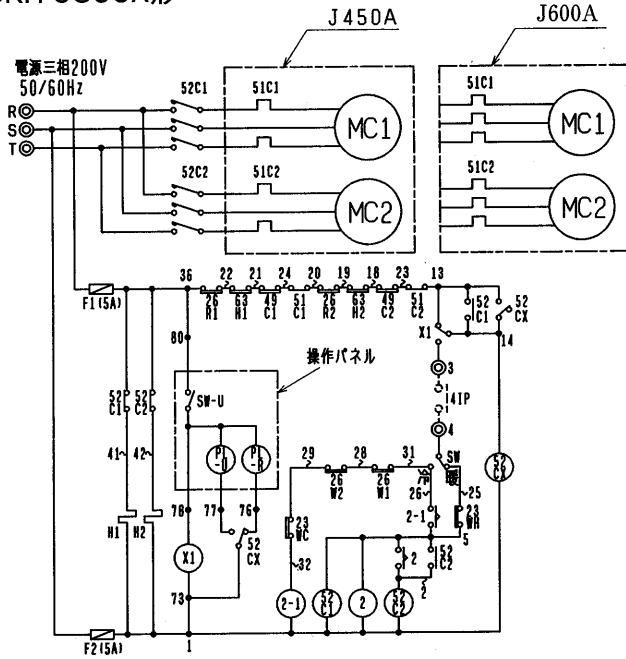 J450A
J600A
電源三相200V
50/60Hz
R
S
T
52C1
51C1
MC1
52C2
51C2
MC2
51C1
MC1
51C2
MC2
36
22
21
24
20
19
18
23
13
F1(5A)
26 R1
63 H1
49 C1
51 C1
26 R2
63 H2
49 C2
51 C2
52 C1
52 CX
X1
14
80
操作パネル
3
4TP
4
52 C1
52 C2
SW-U
PL-U
PL-R
SW
52 CX
41
42
29
28
31
26 W2
26 W1
26
25
78
77
76
23 WC
2-1
23 WH
5
H1
H2
X1
52 CX
32
2
52 C2
2
73
2-1
52 C1
2
52 C2
F2(5A)
1